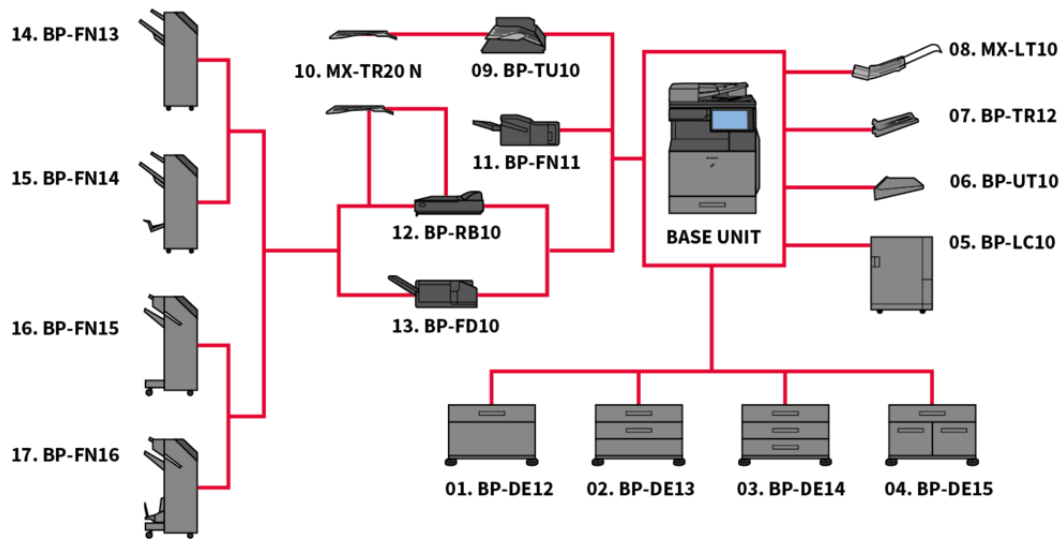 14. BP-FN13
10. MX-TR20 N
09. BP-TU10
08. MX-LT10
07. BP-TR12
11. BP-FN11
15. BP-FN14
06. BP-UT10
12. BP-RB10
BASE UNIT
05. BP-LC10
16. BP-FN15
13. BP-FD10
17. BP-FN16
01. BP-DE12
02. BP-DE13
03. BP-DE14
04. BP-DE15